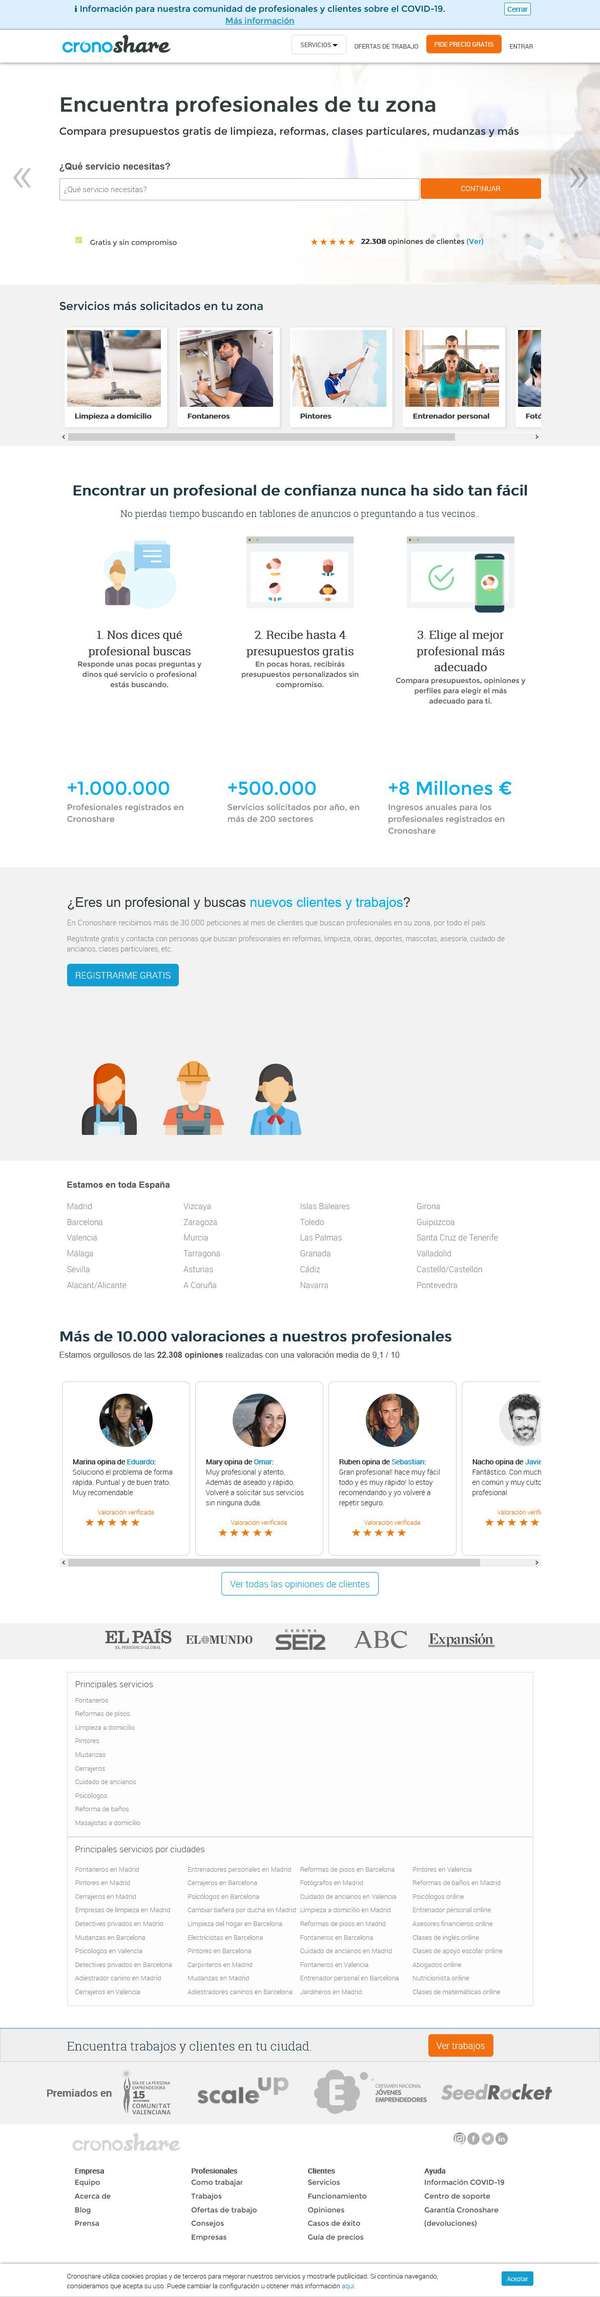 ℹ Información para nuestra comunidad de profesionales y clientes sobre el COVID-19.
Más información
Cerrar
cronoshare
SERVICIOS
OFERTAS DE TRABAJO
PIDE PRECIO GRATIS
ENTRAR
Encuentra profesionales de tu zona
Compara presupuestos gratis de limpieza, reformas, clases particulares, mudanzas y más
¿Qué servicio necesitas?
¿Qué servicio necesitas?
CONTINUAR
Gratis y sin compromiso
★★★★★ 22.308 opiniones de clientes (Ver)
Servicios más solicitados en tu zona
Limpieza a domicilio
Fontaneros
Pintores
Entrenador personal
Fotó
Encontrar un profesional de confianza nunca ha sido tan fácil
No pierdas tiempo buscando en tablones de anuncios o preguntando a tus vecinos..
1. Nos dices qué
profesional buscas
Responde unas pocas preguntas y
dinos qué servicio o profesional
estás buscando.
2. Recibe hasta 4
presupuestos gratis
En pocas horas, recibirás
presupuestos personalizados sin
compromiso.
3. Elige al mejor
profesional más
adecuado
Compara presupuestos, opiniones y
perfiles para elegir el más
adecuado para ti.
+1.000.000
Profesionales registrados en
Cronoshare
+500.000
Servicios solicitados por año, en
más de 200 sectores
+8 Millones €
Ingresos anuales para los
profesionales registrados en
Cronoshare
¿Eres un profesional y buscas nuevos clientes y trabajos?
En Cronoshare recibimos más de 30.000 peticiones al mes de clientes que buscan profesionales en su zona, por todo el país.
Regístrate gratis y contacta con personas que buscan profesionales en reformas, limpieza, obras, deportes, mascotas, asesoría, cuidado de
ancianos, clases particulares, etc.
REGISTRARME GRATIS
Estamos en toda España
Madrid
Barcelona
Valencia
Málaga
Sevilla
Alacant/Alicante
Vizcaya
Zaragoza
Murcia
Tarragona
Asturias
A Coruña
Islas Baleares
Toledo
Las Palmas
Granada
Cádiz
Navarra
Girona
Guipúzcoa
Santa Cruz de Tenerife
Valladolid
Castelló/Castellón
Pontevedra
Más de 10.000 valoraciones a nuestros profesionales
Estamos orgullosos de las 22.308 opiniones realizadas con una valoración media de 9,1 / 10
Marina opina de Eduardo:
Solucionó el problema de forma
rápida. Puntual y de buen trato.
Muy recomendable
Valoración verificada
★★★★★
Mary opina de Omar:
Muy profesional y atento.
Además de aseado y rápido.
Volveré a solicitar sus servicios
sin ninguna duda.
Valoración verificada
★★★★★
Ruben opina de Sebastian:
Gran profesional! hace muy fácil
todo y es muy rápido! lo estoy
recomendando y yo volveré a
repetir seguro.
Valoración verificada
★★★★★
Nacho opina de Javie
Fantástico. Con much
en común y muy culto
profesional
Valoración verifi
★★★★★
Ver todas las opiniones de clientes
EL PAÍS
EL PERIÓDICO GLOBAL
EL MUNDO
CADENA
SER
ABC
Expansión
Principales servicios
Fontaneros
Reformas de pisos
Limpieza a domicilio
Pintores
Mudanzas
Cerrajeros
Cuidado de ancianos
Psicólogos
Reforma de baños
Masajistas a domicilio
Principales servicios por ciudades
Fontaneros en Madrid
Pintores en Madrid
Cerrajeros en Madrid
Empresas de limpieza en Madrid
Detectives privados en Madrid
Mudanzas en Barcelona
Psicólogos en Valencia
Detectives privados en Barcelona
Adiestrador canino en Madrid
Cerrajeros en Valencia
Entrenadores personales en Madrid
Cerrajeros en Barcelona
Psicólogos en Barcelona
Cambiar bañera por ducha en Madrid
Limpieza del hogar en Barcelona
Electricistas en Barcelona
Pintores en Barcelona
Carpinteros en Madrid
Mudanzas en Madrid
Adiestradores caninos en Barcelona
Reformas de pisos en Barcelona
Fotógrafos en Madrid
Cuidado de ancianos en Valencia
Limpieza a domicilio en Madrid
Reformas de pisos en Madrid
Fontaneros en Barcelona
Cuidado de ancianos en Madrid
Fontaneros en Valencia
Entrenador personal en Barcelona
Jardineros en Madrid
Pintores en Valencia
Reformas de baños en Madrid
Psicólogos online
Entrenador personal online
Asesores financieros online
Clases de inglés online
Clases de apoyo escolar online
Abogados online
Nutricionista online
Clases de matemáticas online
Encuentra trabajos y clientes en tu ciudad.
Ver trabajos
Premiados en
DÍA DE LA PERSONA
EMPRENDEDORA
15
COMUNITAT
VALENCIANA
scale up
E
CERTAMEN NACIONAL
JÓVENES
EMPRENDEDORES
SeedRocket
cronoshare
Empresa
Equipo
Acerca de
Blog
Prensa
Profesionales
Como trabajar
Trabajos
Ofertas de trabajo
Consejos
Empresas
Clientes
Servicios
Funcionamiento
Opiniones
Casos de éxito
Guía de precios
Ayuda
Información COVID-19
Centro de soporte
Garantía Cronoshare
(devoluciones)
Cronoshare utiliza cookies propias y de terceros para mejorar nuestros servicios y mostrarle publicidad. Si continúa navegando,
consideramos que acepta su uso. Puede cambiar la configuración u obtener más información aquí.
Aceptar